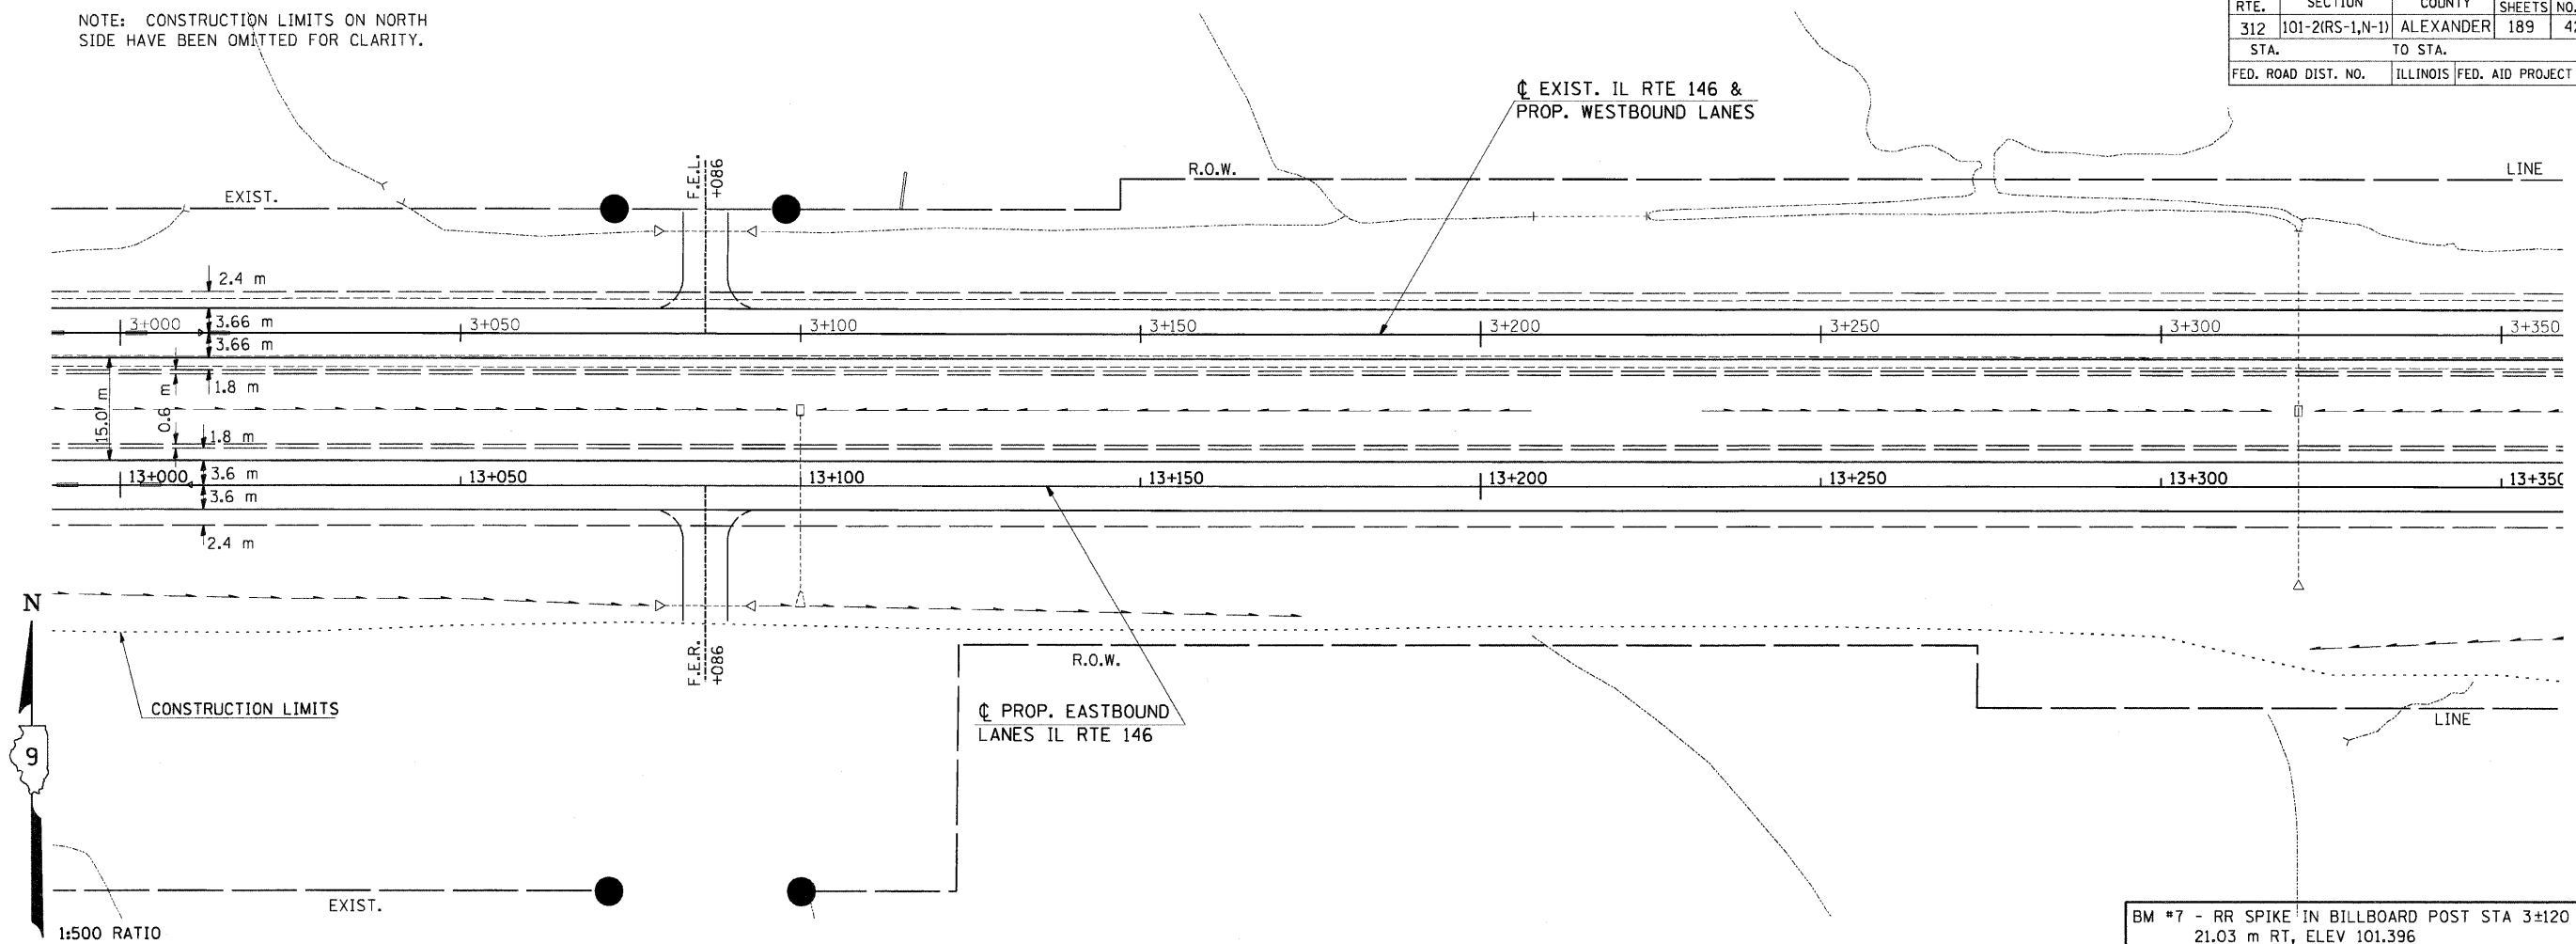 NOTE: CONSTRUCTION LIMITS ON NORTH
SIDE HAVE BEEN OMITTED FOR CLARITY.
RTE. SECTION COUNTY SHEETS NO.
312 101-2(RS-1,N-1) ALEXANDER 189
STA. TO STA.
FED. ROAD DIST. NO. ILLINOIS FED. AID PROJECT
℄ EXIST. IL RTE 146 &
PROP. WESTBOUND LANES
R.O.W.
LINE
EXIST.
F.E.L.
+086
2.4 m
3.66 m
3+000 3+050 3+100 3+150 3+200 3+250 3+300 3+350
3.66 m
1.8 m
15.0 m
0.6 m
1.8 m
3.6 m
13+000 13+050 13+100 13+150 13+200 13+250 13+300 13+350
3.6 m
2.4 m
N
F.E.R.
+086
R.O.W.
CONSTRUCTION LIMITS
℄ PROP. EASTBOUND
LANES IL RTE 146
LINE
9
EXIST.
1:500 RATIO
BM #7 - RR SPIKE IN BILLBOARD POST STA 3±120
21.03 m RT, ELEV 101.396